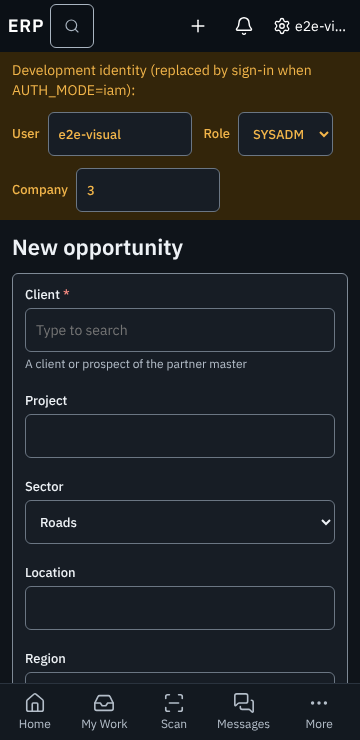 ERP
e2e-vi...
Development identity (replaced by sign-in when
AUTH_MODE=iam):
User e2e-visual Role SYSADM
Company 3
New opportunity
Client *
Type to search
A client or prospect of the partner master
Project
Sector
Roads
Location
Region
Home My Work Scan Messages More